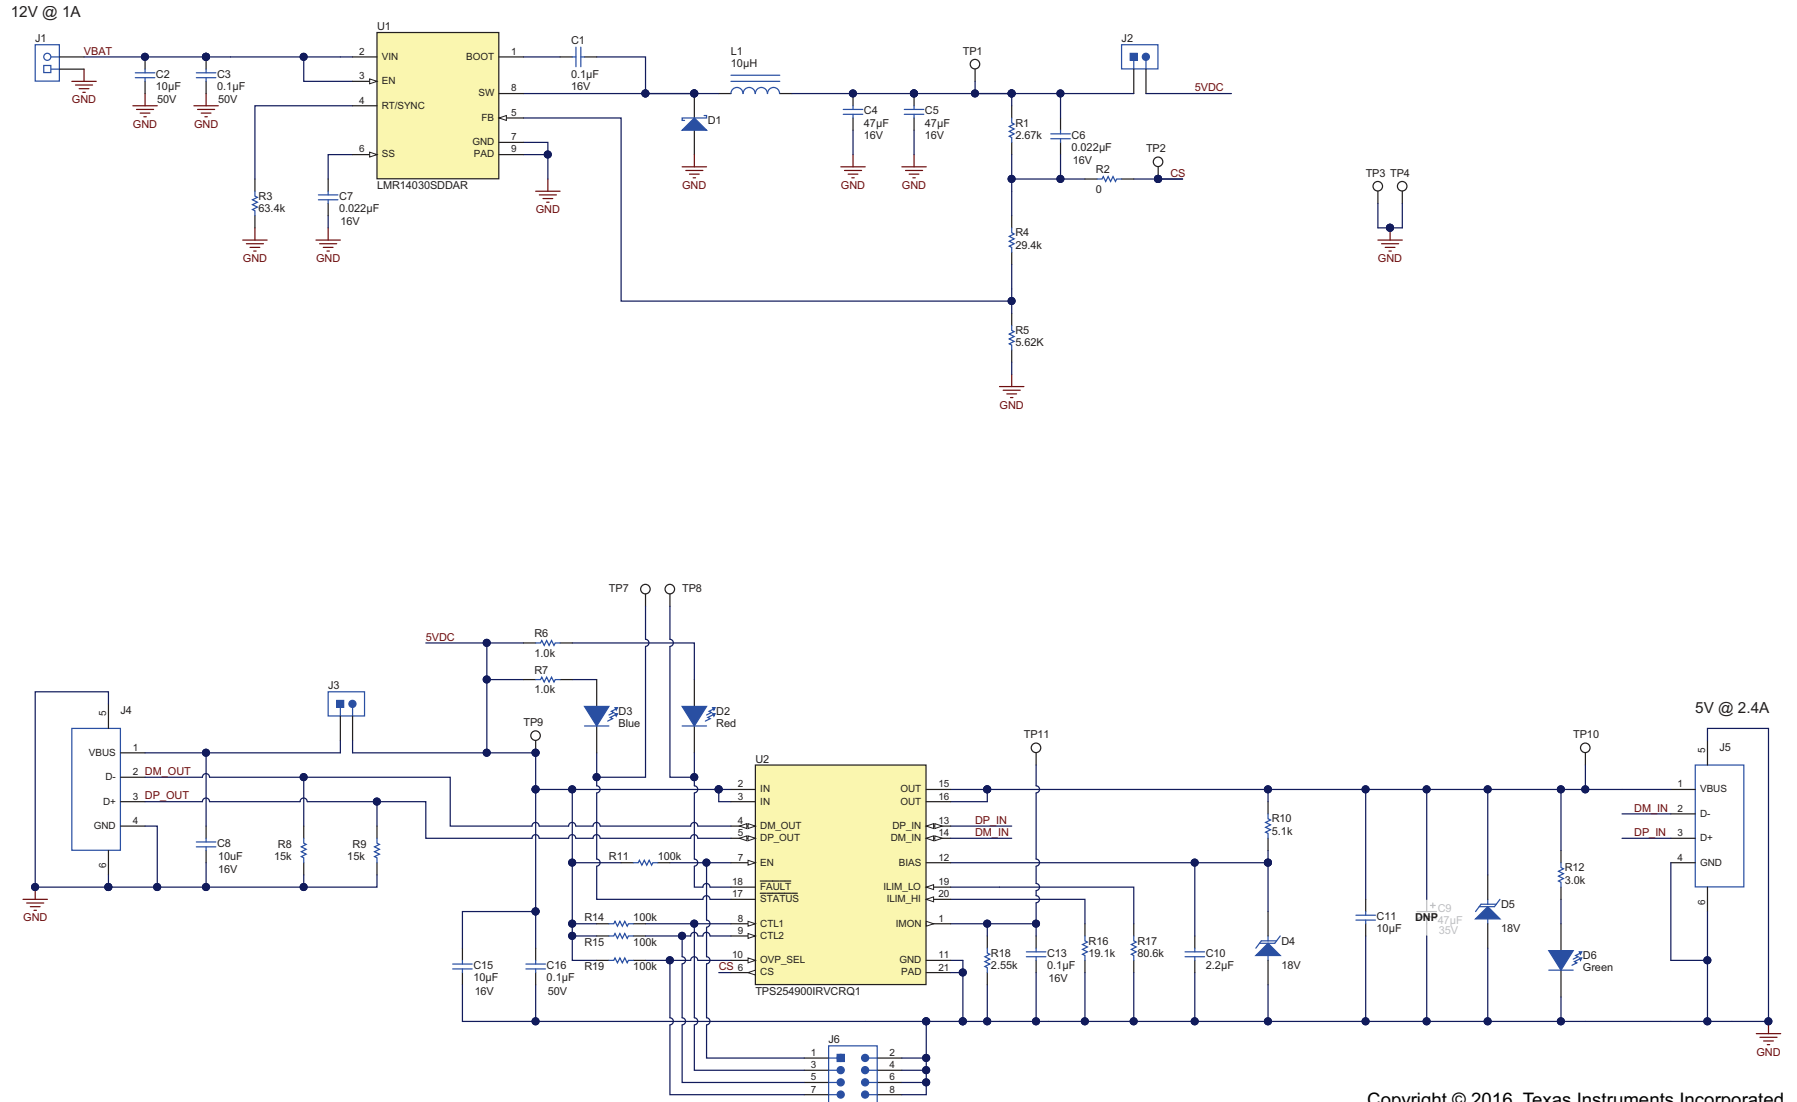 12V @ 1A
J1
VBAT
GND
C2
10µF
50V
GND
C3
0.1µF
50V
GND
U1
2 VIN
3 EN
4 RT/SYNC
6 SS
BOOT 1
SW 8
FB 5
GND 7
PAD 9
LMR14030SDDAR
R3
63.4k
GND
C7
0.022µF
16V
GND
GND
C1
0.1µF
16V
D1
GND
L1
10µH
C4
47µF
16V
GND
C5
47µF
16V
GND
TP1
R1
2.67k
C6
0.022µF
16V
J2
5VDC
TP2
R2
0
CS
R4
29.4k
R5
5.62K
GND
TP3 TP4
GND
TP7 TP8
5VDC
R6
1.0k
R7
1.0k
D3
Blue
D2
Red
J3
J4
5
VBUS 1
D- 2 DM_OUT
D+ 3 DP_OUT
GND 4
6
GND
C8
10uF
16V
R8
15k
R9
15k
TP9
C15
10µF
16V
C16
0.1µF
50V
R11 100k
R14 100k
R15 100k
R19 100k
CS
U2
2 IN
3 IN
4 DM_OUT
5 DP_OUT
7 EN
18 FAULT
17 STATUS
8 CTL1
9 CTL2
10 OVP_SEL
6 CS
OUT 15
OUT 16
DP_IN 13 DP_IN
DM_IN 14 DM_IN
BIAS 12
ILIM_LO 19
ILIM_HI 20
IMON 1
GND 11
PAD 21
TPS254900IRVCRQ1
TP11
R18
2.55k
C13
0.1µF
16V
R16
19.1k
R17
80.6k
C10
2.2µF
R10
5.1k
D4
18V
C11
10µF
DNP
+ C9
47µF
35V
D5
18V
R12
3.0k
D6
Green
TP10
5V @ 2.4A
J5
5
1 VBUS
DM_IN 2 D-
DP_IN 3 D+
4 GND
6
GND
J6
1 2
3 4
5 6
7 8
Copyright © 2016, Texas Instruments Incorporated